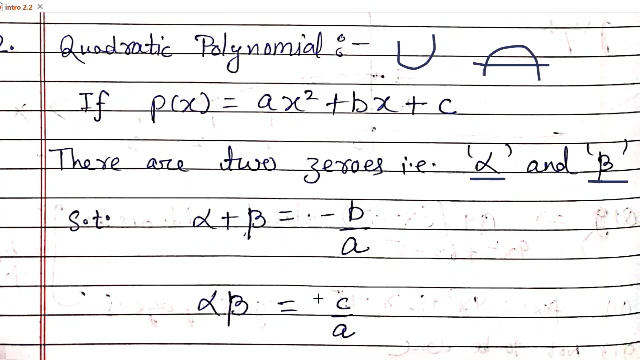 intro 2.2
2. Quadratic Polynomial :-
If p(x) = ax² + bx + c
There are two zeroes i.e. 'α' and 'β'
s.t. α + β = - b/a
αβ = + c/a